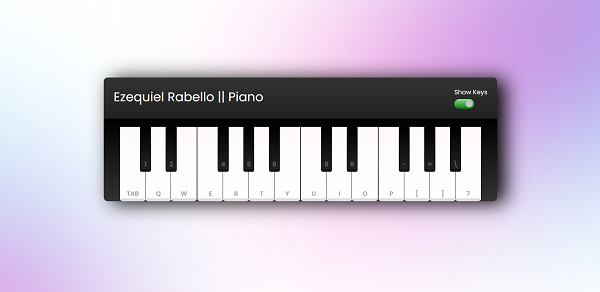 Ezequiel Rabello || Piano
Show Keys
1 2 4 5 6 8 9 - = \
TAB Q W E R T Y U I O P [ ] 7